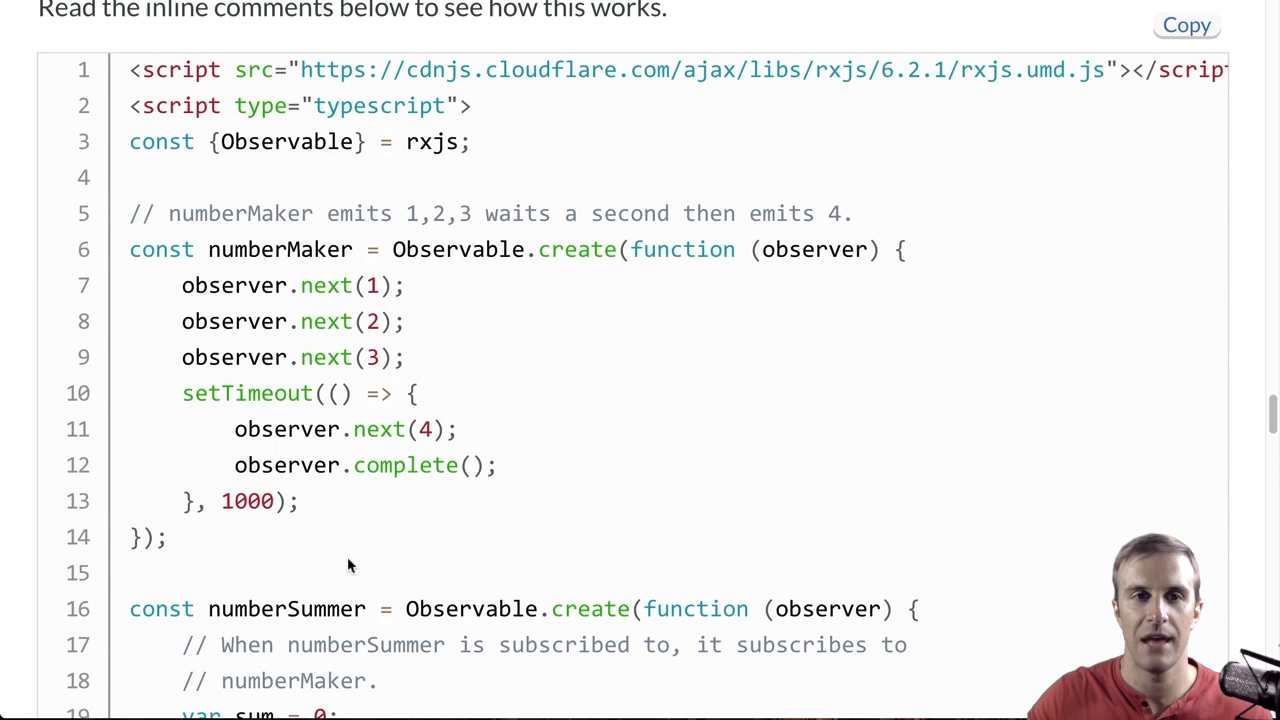 Read the inline comments below to see how this works.
Copy
1 <script src="https://cdnjs.cloudflare.com/ajax/libs/rxjs/6.2.1/rxjs.umd.js"></script
2 <script type="typescript">
3 const {Observable} = rxjs;
4
5 // numberMaker emits 1,2,3 waits a second then emits 4.
6 const numberMaker = Observable.create(function (observer) {
7     observer.next(1);
8     observer.next(2);
9     observer.next(3);
10     setTimeout(() => {
11         observer.next(4);
12         observer.complete();
13     }, 1000);
14 });
15
16 const numberSummer = Observable.create(function (observer) {
17     // When numberSummer is subscribed to, it subscribes to
18     // numberMaker.
19     var sum = 0;